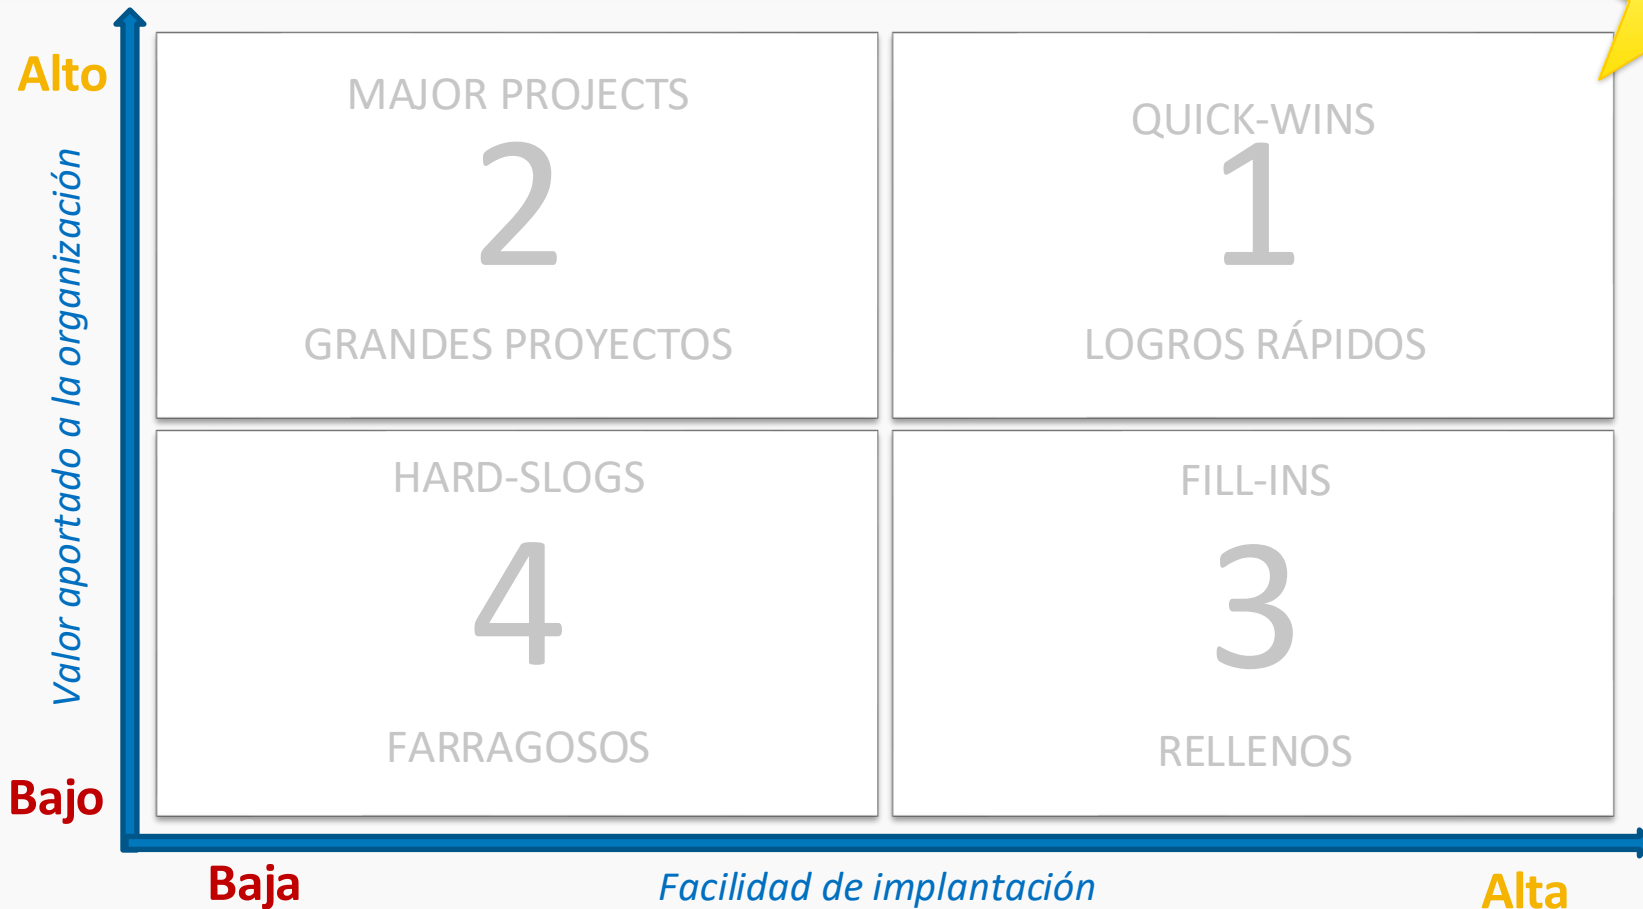 Alto
Valor aportado a la organización
Bajo
MAJOR PROJECTS
2
GRANDES PROYECTOS
QUICK-WINS
1
LOGROS RÁPIDOS
HARD-SLOGS
4
FARRAGOSOS
FILL-INS
3
RELLENOS
Baja
Facilidad de implantación
Alta